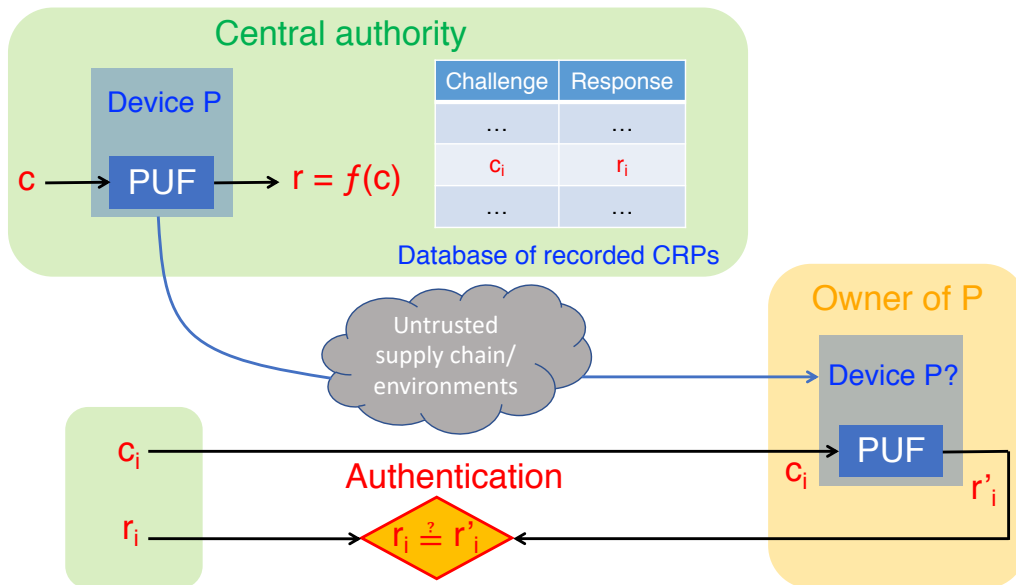 Central authority
Device P
c
PUF
r = f(c)
Challenge Response
... ...
cᵢ rᵢ
... ...
Database of recorded CRPs
Untrusted
supply chain/
environments
Owner of P
Device P?
PUF
cᵢ
cᵢ
r’ᵢ
Authentication
rᵢ
rᵢ ≟ r’ᵢ